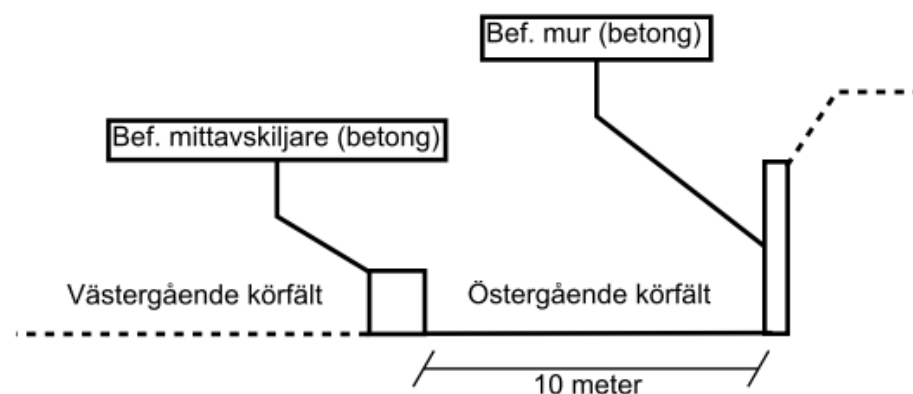 Bef. mur (betong)
Bef. mittavskiljare (betong)
Västergående körfält
Östergående körfält
10 meter